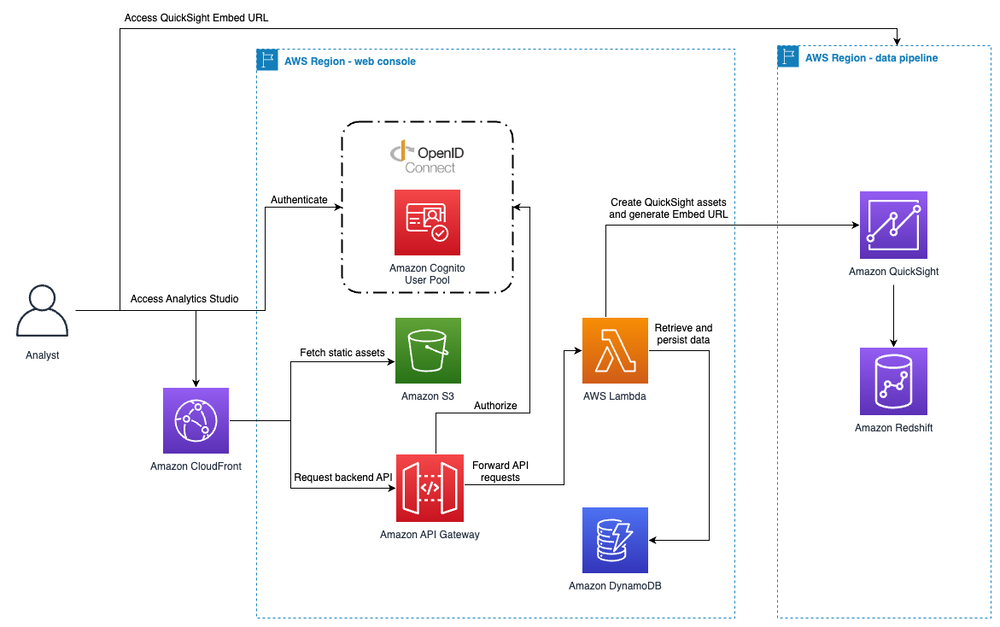 Access QuickSight Embed URL
AWS Region - web console
AWS Region - data pipeline
OpenID
Connect
Authenticate
Amazon Cognito
User Pool
Create QuickSight assets
and generate Embed URL
Amazon QuickSight
Access Analytics Studio
Analyst
Fetch static assets
Amazon S3
Retrieve and
persist data
AWS Lambda
Authorize
Amazon Redshift
Amazon CloudFront
Request backend API
Forward API
requests
Amazon API Gateway
Amazon DynamoDB